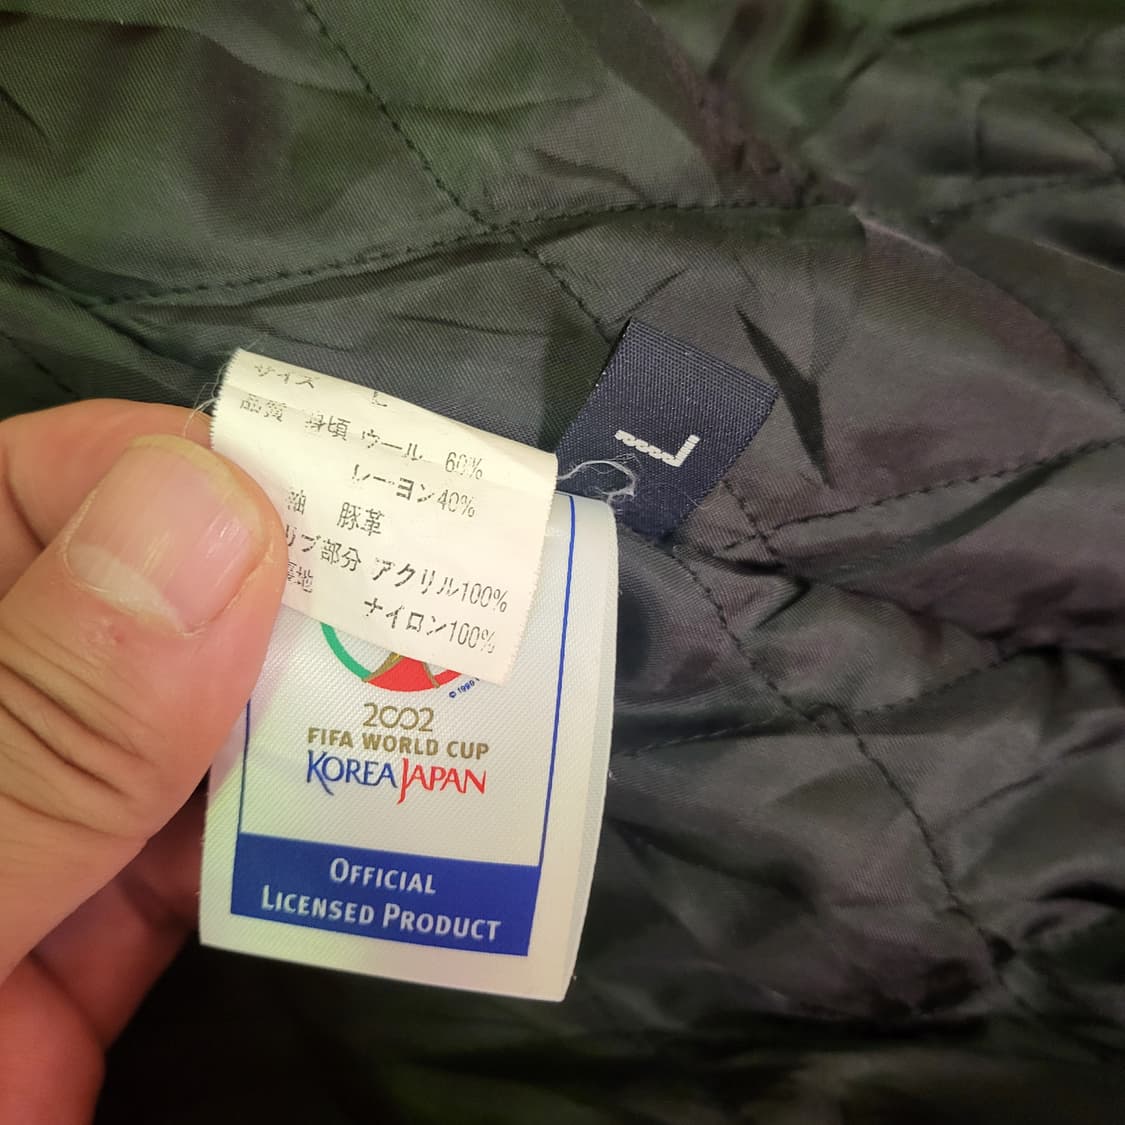 サイズ L
品質 身頃 ウール 60%
レーヨン40%
袖 豚革
リブ部分 アクリル100%
裏地
ナイロン100%
L
2002
FIFA WORLD CUP
KOREA JAPAN
OFFICIAL
LICENSED PRODUCT